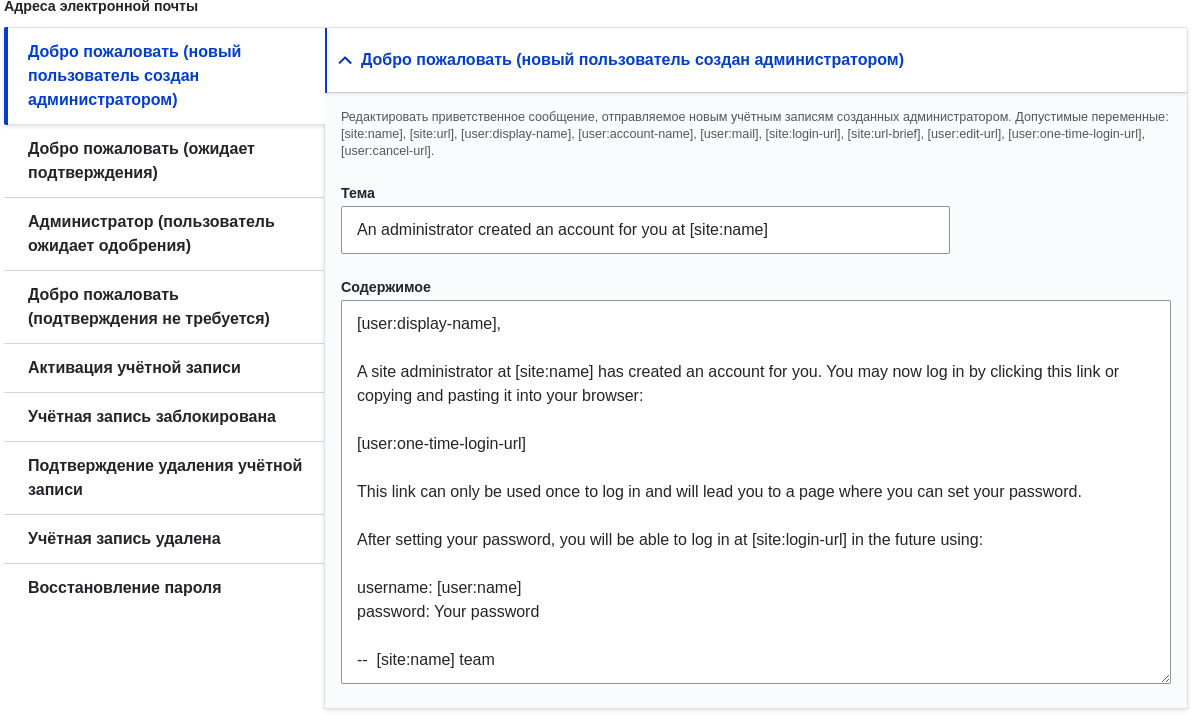 Адреса электронной почты
Добро пожаловать (новый
пользователь создан
администратором)
Добро пожаловать (ожидает
подтверждения)
Администратор (пользователь
ожидает одобрения)
Добро пожаловать
(подтверждения не требуется)
Активация учётной записи
Учётная запись заблокирована
Подтверждение удаления учётной
записи
Учётная запись удалена
Восстановление пароля
Добро пожаловать (новый пользователь создан администратором)
Редактировать приветственное сообщение, отправляемое новым учётным записям созданных администратором. Допустимые переменные:
[site:name], [site:url], [user:display-name], [user:account-name], [user:mail], [site:login-url], [site:url-brief], [user:edit-url], [user:one-time-login-url],
[user:cancel-url].
Тема
An administrator created an account for you at [site:name]
Содержимое
[user:display-name],
A site administrator at [site:name] has created an account for you. You may now log in by clicking this link or
copying and pasting it into your browser:
[user:one-time-login-url]
This link can only be used once to log in and will lead you to a page where you can set your password.
After setting your password, you will be able to log in at [site:login-url] in the future using:
username: [user:name]
password: Your password
--  [site:name] team